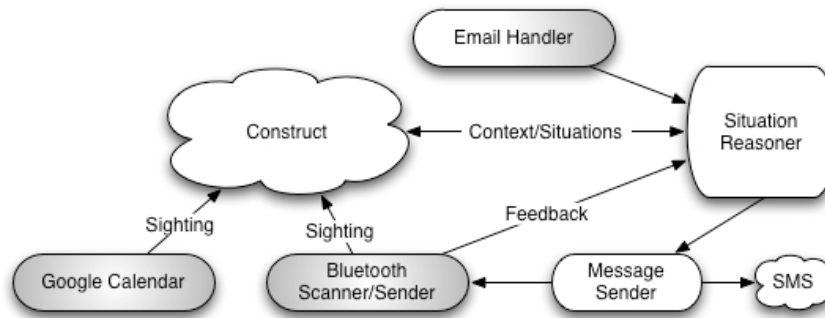 Email Handler
Construct
Context/Situations
Situation
Reasoner
Sighting
Sighting
Feedback
Google Calendar
Bluetooth
Scanner/Sender
Message
Sender
SMS